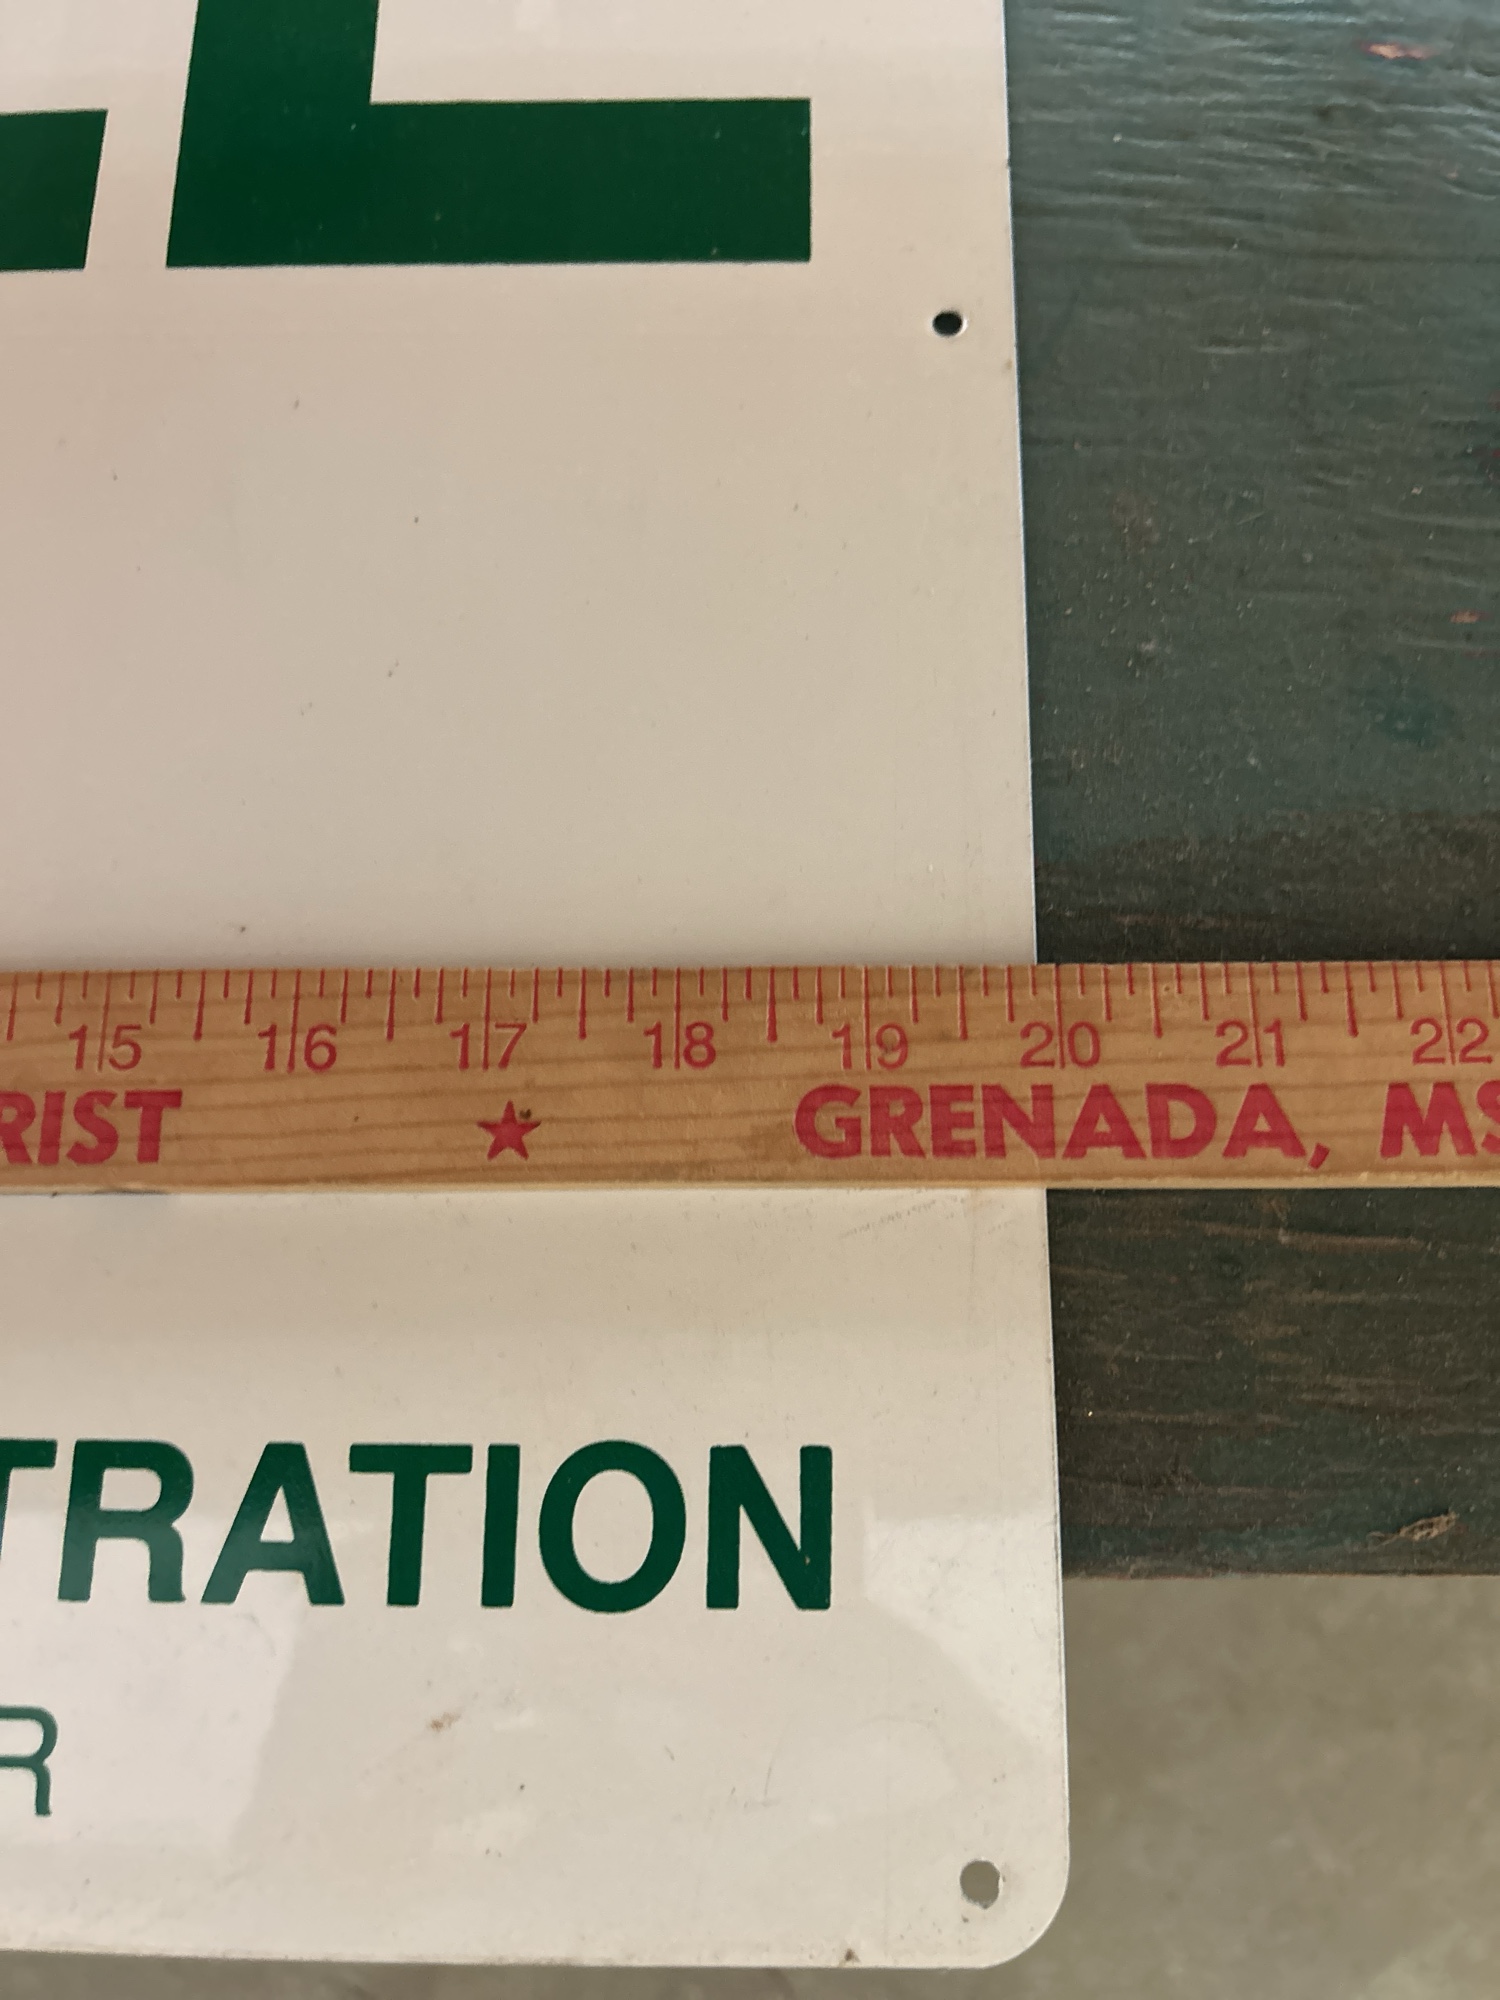 15 16 17 18 19 20 21 22
RIST ★ GRENADA, MS
TRATION
R